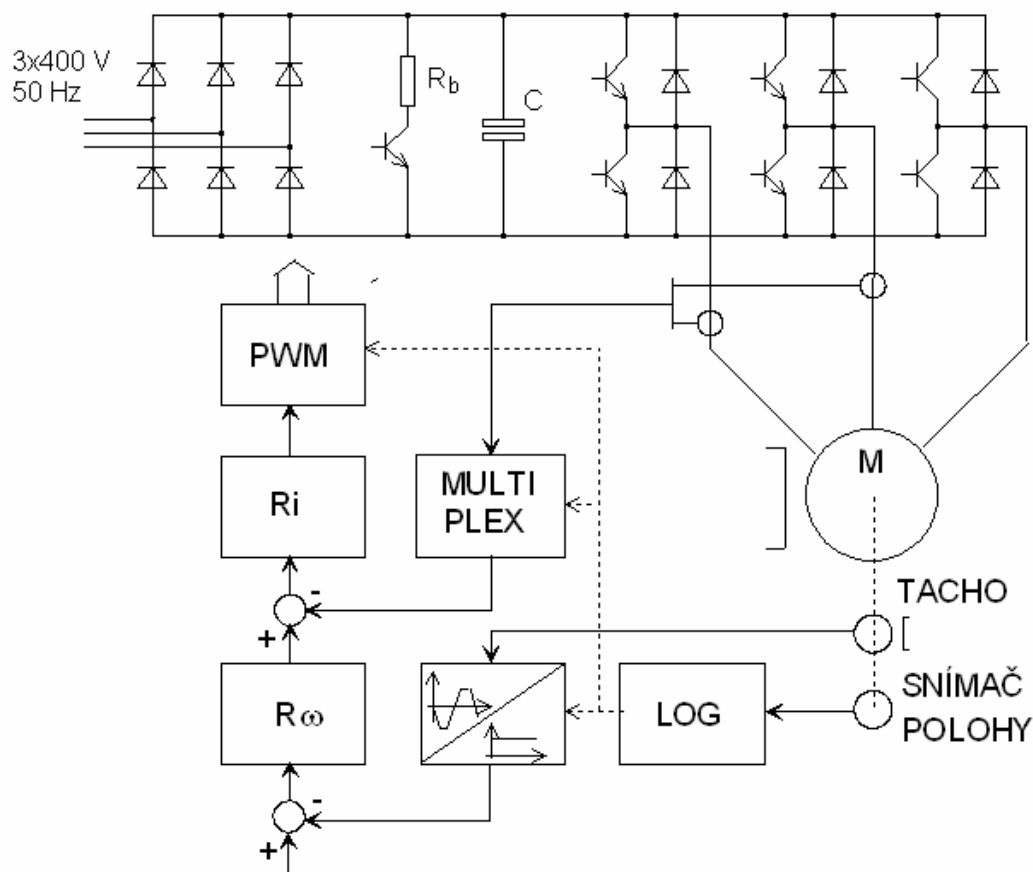 3x400 V
50 Hz
R_b
C
PWM
Ri
MULTI
PLEX
M
TACHO
-
+
Rω
LOG
SNÍMAČ
POLOHY
-
+